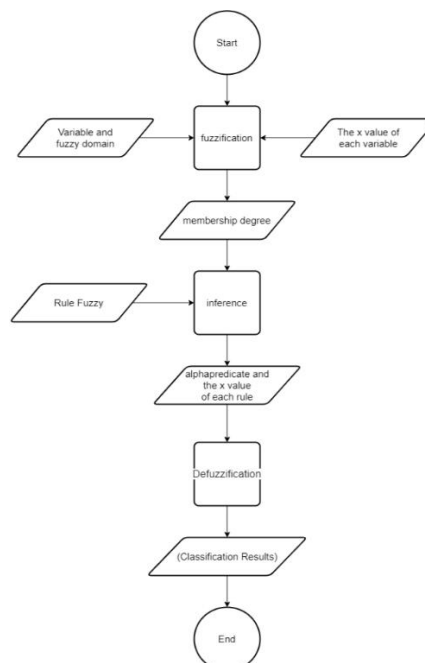 Start
Variable and
fuzzy domain
fuzzification
The x value of
each variable
membership degree
Rule Fuzzy
inference
alphapredicate and
the x value
of each rule
Defuzzification
(Classification Results)
End